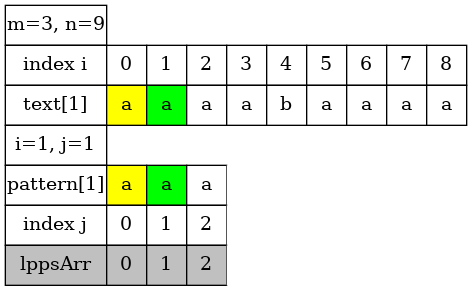 m=3, n=9
index i 0 1 2 3 4 5 6 7 8
text[1] a a a a b a a a a
i=1, j=1
pattern[1] a a a
index j 0 1 2
lppsArr 0 1 2